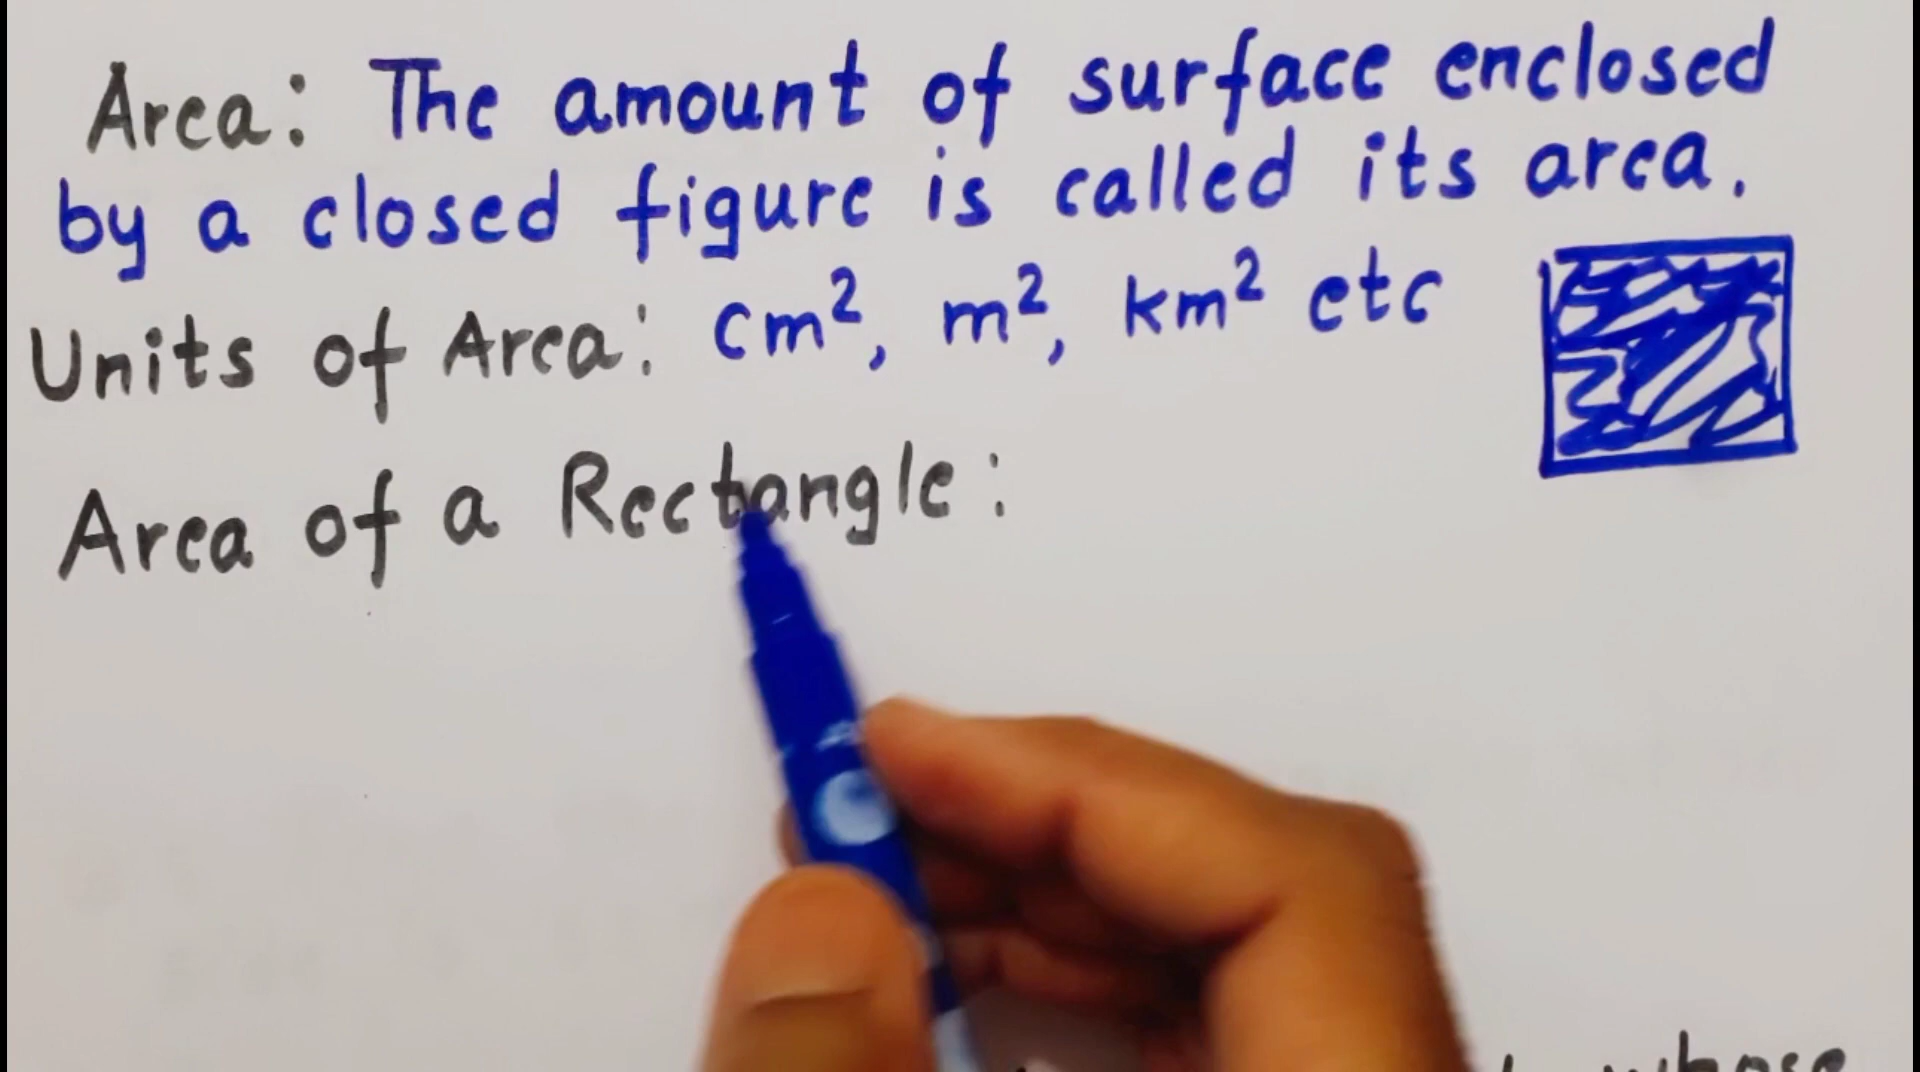 Area: The amount of surface enclosed
by a closed figure is called its area.
Units of Area: cm², m², km² etc
Area of a Rectangle:
whose